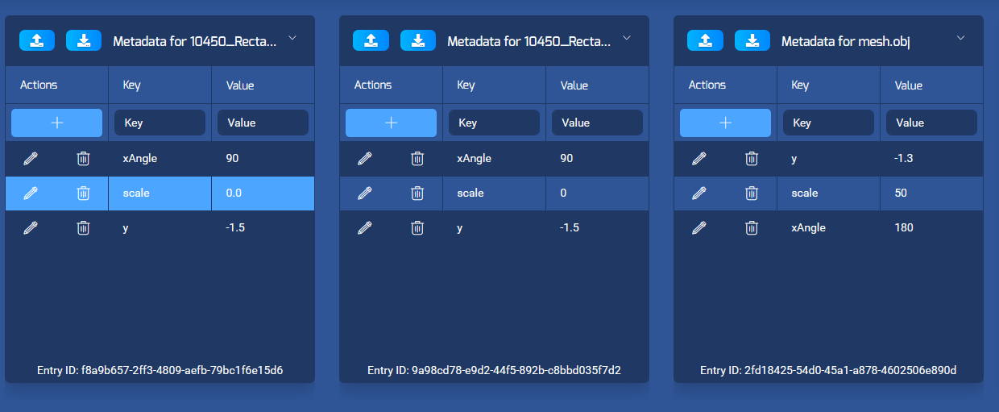 Metadata for 10450_Recta...
Actions Key Value
Key Value
xAngle 90
scale 0.0
y -1.5
Entry ID: f8a9b657-2ff3-4809-aefb-79bc1f6e15d6
Metadata for 10450_Recta...
Actions Key Value
Key Value
xAngle 90
scale 0
y -1.5
Entry ID: 9a98cd78-e9d2-44f5-892b-c8bbd035f7d2
Metadata for mesh.obj
Actions Key Value
Key Value
y -1.3
scale 50
xAngle 180
Entry ID: 2fd18425-54d0-45a1-a878-4602506e890d